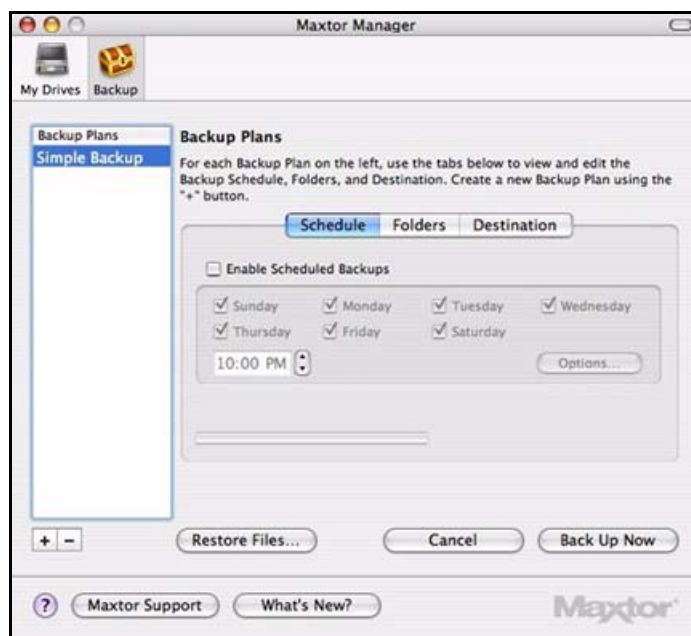 Maxtor Manager
My Drives Backup
Backup Plans
Simple Backup
Backup Plans
For each Backup Plan on the left, use the tabs below to view and edit the
Backup Schedule, Folders, and Destination. Create a new Backup Plan using the
"+" button.
Schedule Folders Destination
Enable Scheduled Backups
Sunday Monday Tuesday Wednesday
Thursday Friday Saturday
10:00 PM Options...
+ - Restore Files... Cancel Back Up Now
? Maxtor Support What's New? Maxtor